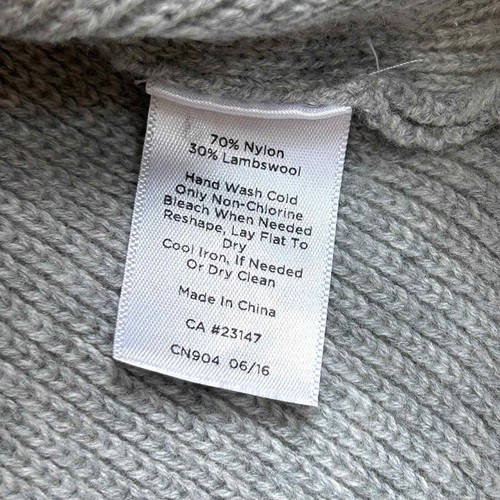 70% Nylon
30% Lambswool
Hand Wash Cold
Only Non-Chlorine
Bleach When Needed
Reshape, Lay Flat To
Dry
Cool Iron, If Needed
Or Dry Clean
Made In China
CA #23147
CN904 06/16